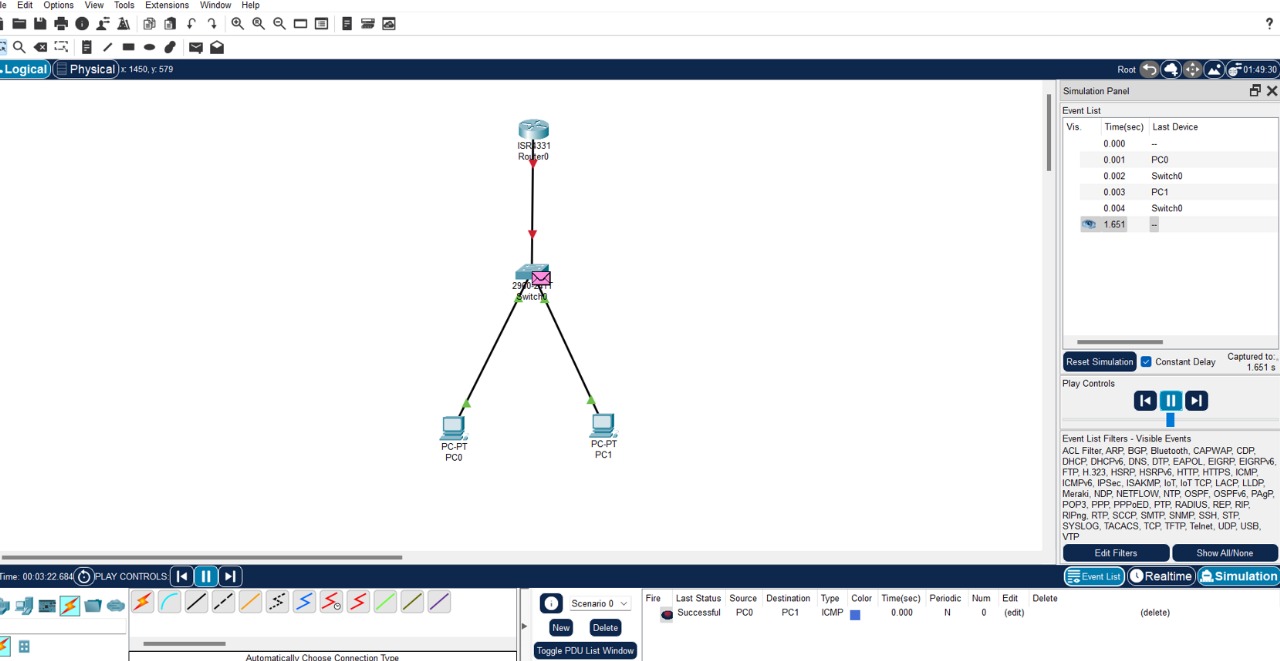 Edit Options View Tools Extensions Window Help
?
Logical Physical x: 1450, y: 579 Root 01:49:30
Simulation Panel
Event List
Vis. Time(sec) Last Device
0.000 --
0.001 PC0
0.002 Switch0
0.003 PC1
0.004 Switch0
1.651 --
ISR4331
Router0
Switch0
PC-PT
PC0
PC-PT
PC1
Reset Simulation Constant Delay Captured to:
1.651 s
Play Controls
Event List Filters - Visible Events
ACL Filter, ARP, BGP, Bluetooth, CAPWAP, CDP,
DHCP, DHCPv6, DNS, DTP, EAPOL, EIGRP, EIGRPv6,
FTP, H.323, HSRP, HSRPv6, HTTP, HTTPS, ICMP,
ICMPv6, IPSec, ISAKMP, IoT, IoT TCP, LACP, LLDP,
Meraki, NDP, NETFLOW, NTP, OSPF, OSPFv6, PAgP,
POP3, PPP, PPPoED, PTP, RADIUS, REP, RIP,
RIPng, RTP, SCCP, SMTP, SNMP, SSH, STP,
SYSLOG, TACACS, TCP, TFTP, Telnet, UDP, USB,
VTP
Edit Filters Show All/None
Time: 00:03:22.684 PLAY CONTROLS: Event List Realtime Simulation
Scenario 0
New Delete
Toggle PDU List Window
Fire Last Status Source Destination Type Color Time(sec) Periodic Num Edit Delete
Successful PC0 PC1 ICMP 0.000 N 0 (edit) (delete)
Automatically Choose Connection Type